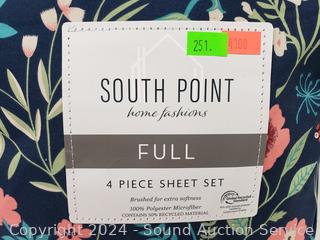 251.
A100
SOUTH POINT
home fashions
FULL
4 PIECE SHEET SET
Brushed for extra softness
100% Polyester Microfiber
CONTAINS 50% RECYCLED MATERIAL
Copyright 2024 - Sound Auction Service